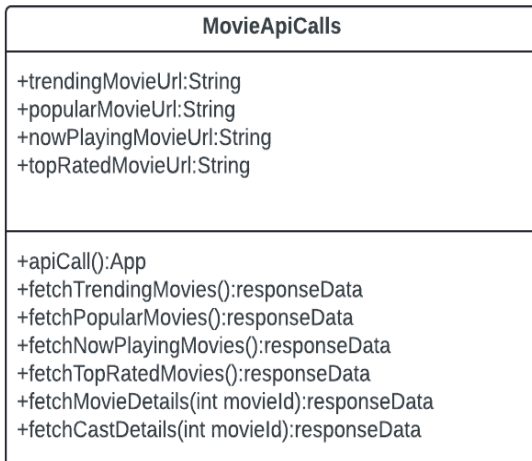 MovieApiCalls
+trendingMovieUrl:String
+popularMovieUrl:String
+nowPlayingMovieUrl:String
+topRatedMovieUrl:String
+apiCall():App
+fetchTrendingMovies():responseData
+fetchPopularMovies():responseData
+fetchNowPlayingMovies():responseData
+fetchTopRatedMovies():responseData
+fetchMovieDetails(int movieId):responseData
+fetchCastDetails(int movieId):responseData